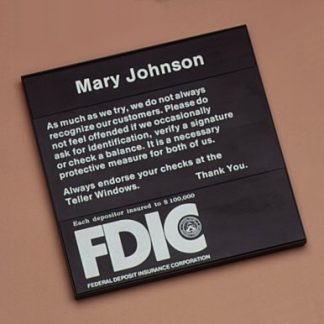 Mary Johnson
As much as we try, we do not always
recognize our customers. Please do
not feel offended if we occasionally
ask for identification, verify a signature
or check a balance. It is a necessary
protective measure for both of us.
Always endorse your checks at the
Teller Windows. Thank You.
Each depositor insured to $100,000
FDIC
FEDERAL DEPOSIT INSURANCE CORPORATION